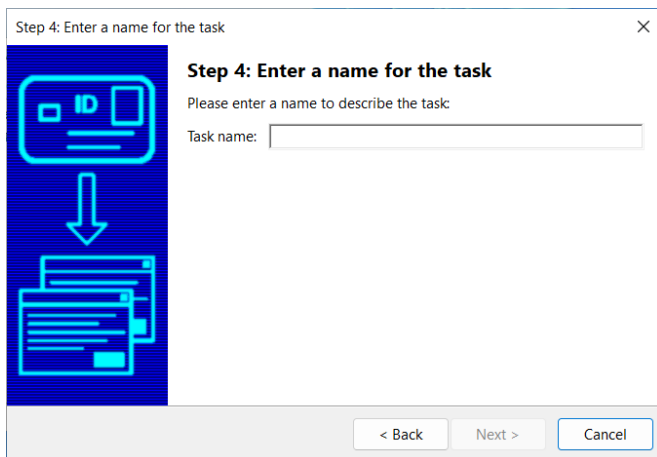 Step 4: Enter a name for the task
Step 4: Enter a name for the task
Please enter a name to describe the task:
Task name:
ID
< Back
Next >
Cancel